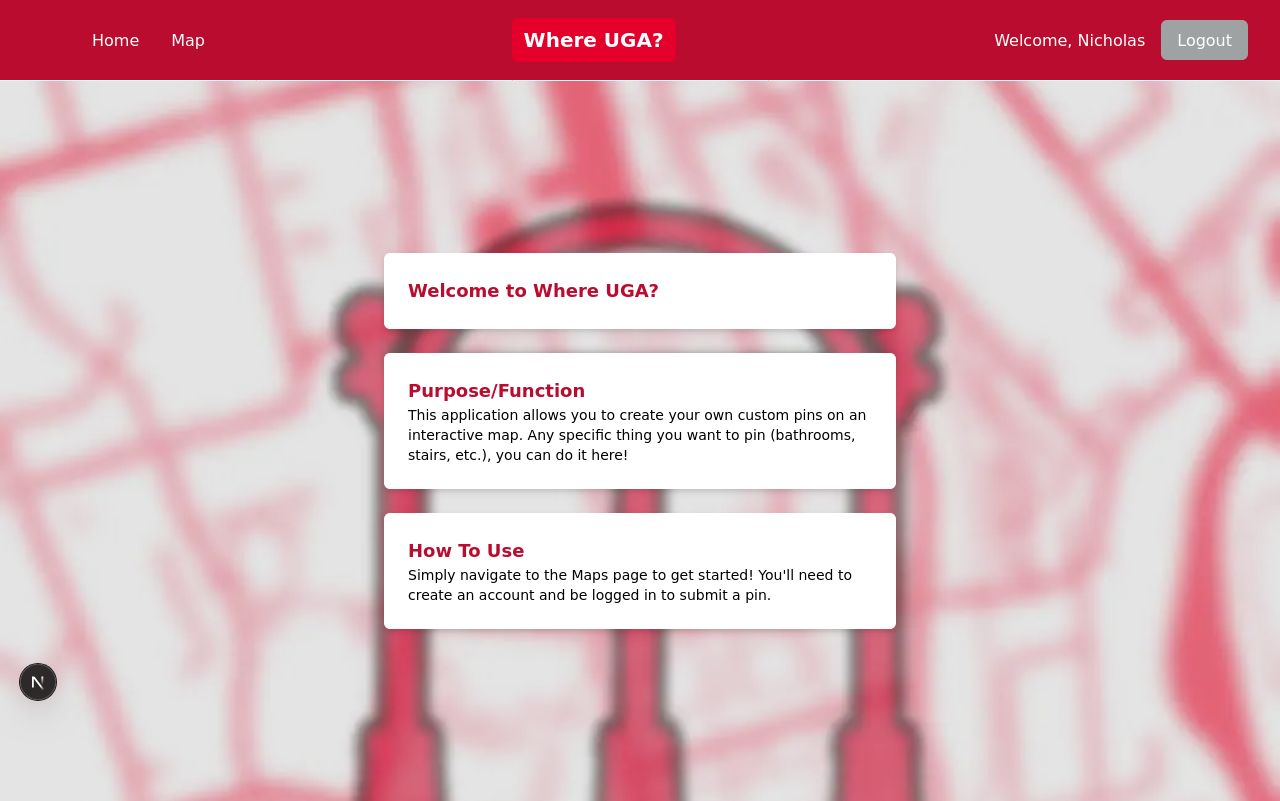 Home Map Where UGA? Welcome, Nicholas Logout
Welcome to Where UGA?
Purpose/Function
This application allows you to create your own custom pins on an
interactive map. Any specific thing you want to pin (bathrooms,
stairs, etc.), you can do it here!
How To Use
Simply navigate to the Maps page to get started! You'll need to
create an account and be logged in to submit a pin.
N